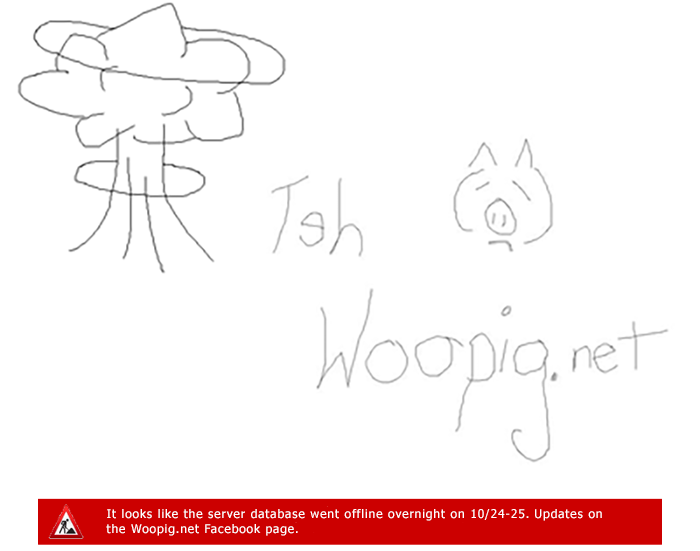 Tsh
Woopig.net
It looks like the server database went offline overnight on 10/24-25. Updates on
the Woopig.net Facebook page.